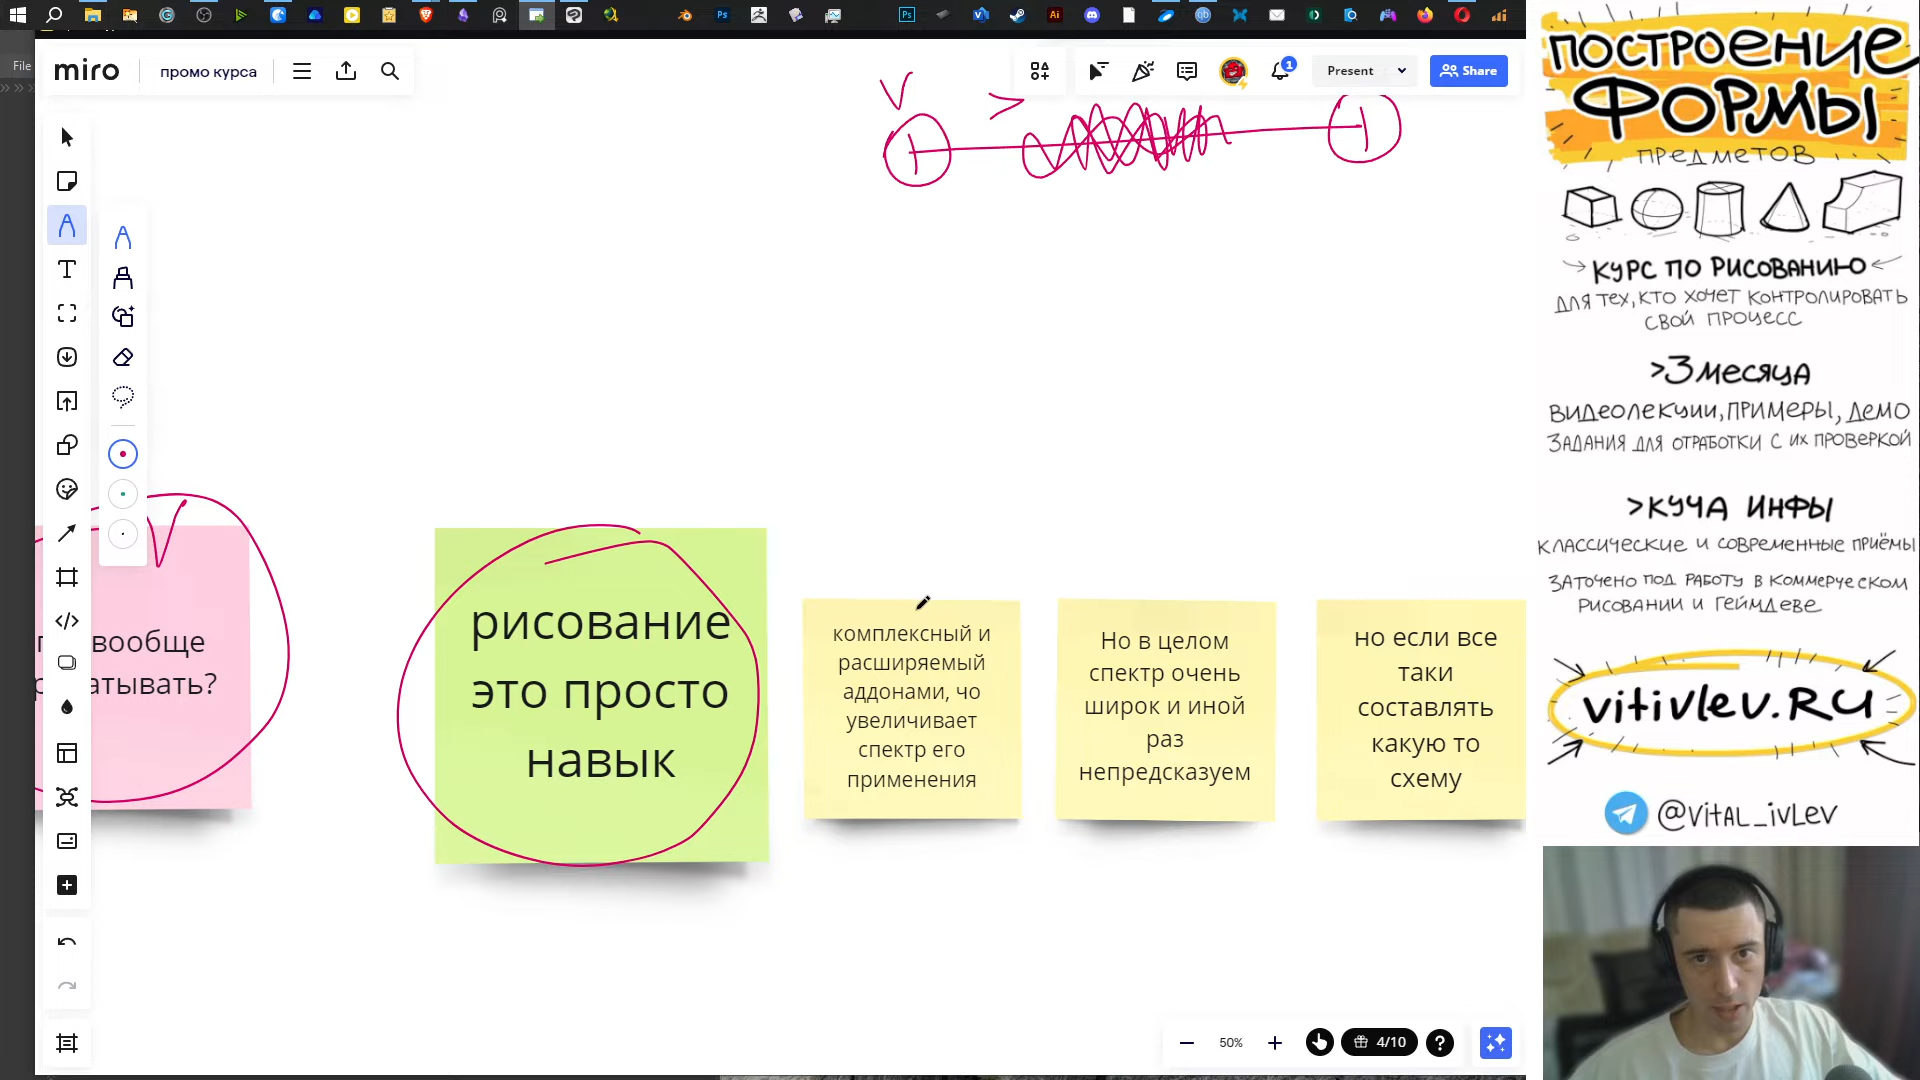 File
miro
промо курса
Present
1
Share
вообще
атывать?
рисование
это просто
навык
комплексный и
расширяемый
аддонами, чо
увеличивает
спектр его
применения
Но в целом
спектр очень
широк и иной
раз
непредсказуем
но если все
таки
составлять
какую то
схему
50%
4/10
ПОСТРОЕНИЕ
ФОРМЫ
ПРЕДМЕТОВ
КУРС ПО РИСОВАНИЮ
ДЛЯ ТЕХ, КТО ХОЧЕТ КОНТРОЛИРОВАТЬ
СВОЙ ПРОЦЕСС
>3 месяца
ВИДЕОЛЕКЦИИ, ПРИМЕРЫ, ДЕМО
ЗАДАНИЯ ДЛЯ ОТРАБОТКИ С ИХ ПРОВЕРКОЙ
>КУЧА ИНФЫ
КЛАССИЧЕСКИЕ И СОВРЕМЕННЫЕ ПРИЁМЫ
ЗАТОЧЕНО ПОД РАБОТУ В КОММЕРЧЕСКОМ
РИСОВАНИИ И ГЕЙМДЕВЕ
vitivlev.RU
@VITAL_IVLEV